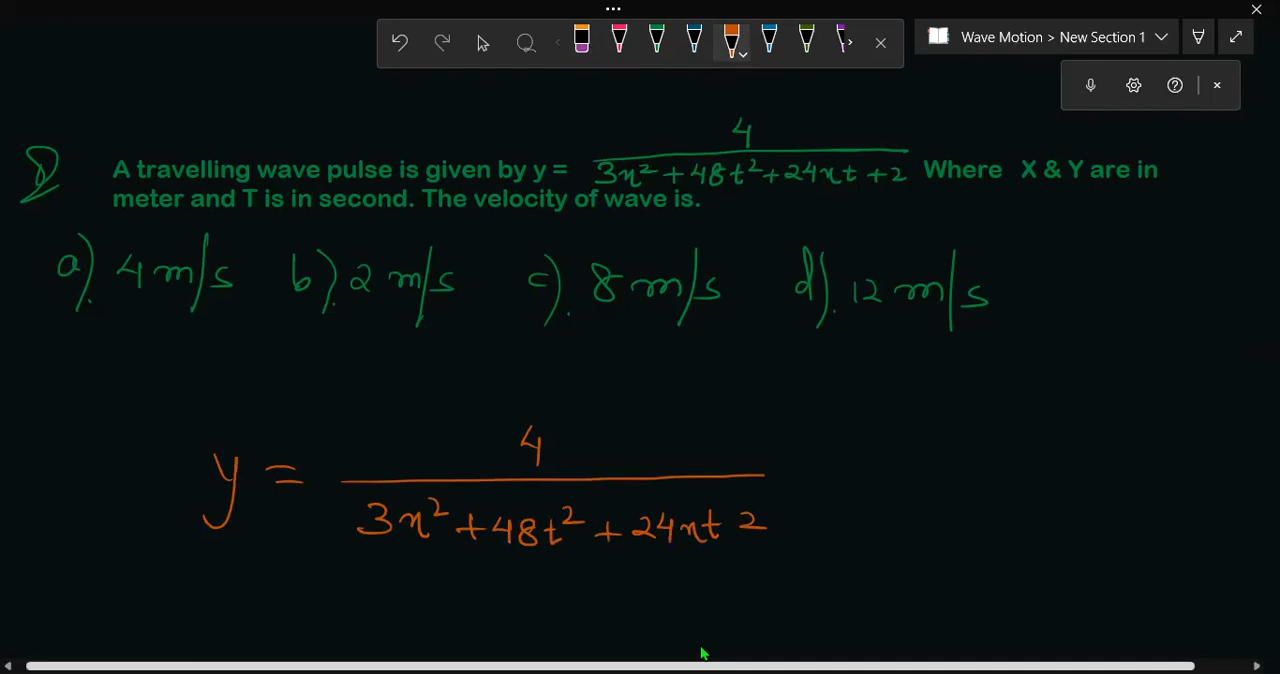 Wave Motion > New Section 1
4
A travelling wave pulse is given by y = 3x²+48t²+24xt+2 Where X & Y are in
meter and T is in second. The velocity of wave is.
a). 4 m/s b). 2 m/s c). 8 m/s d). 12 m/s
4
y =
3x²+48t²+24xt 2